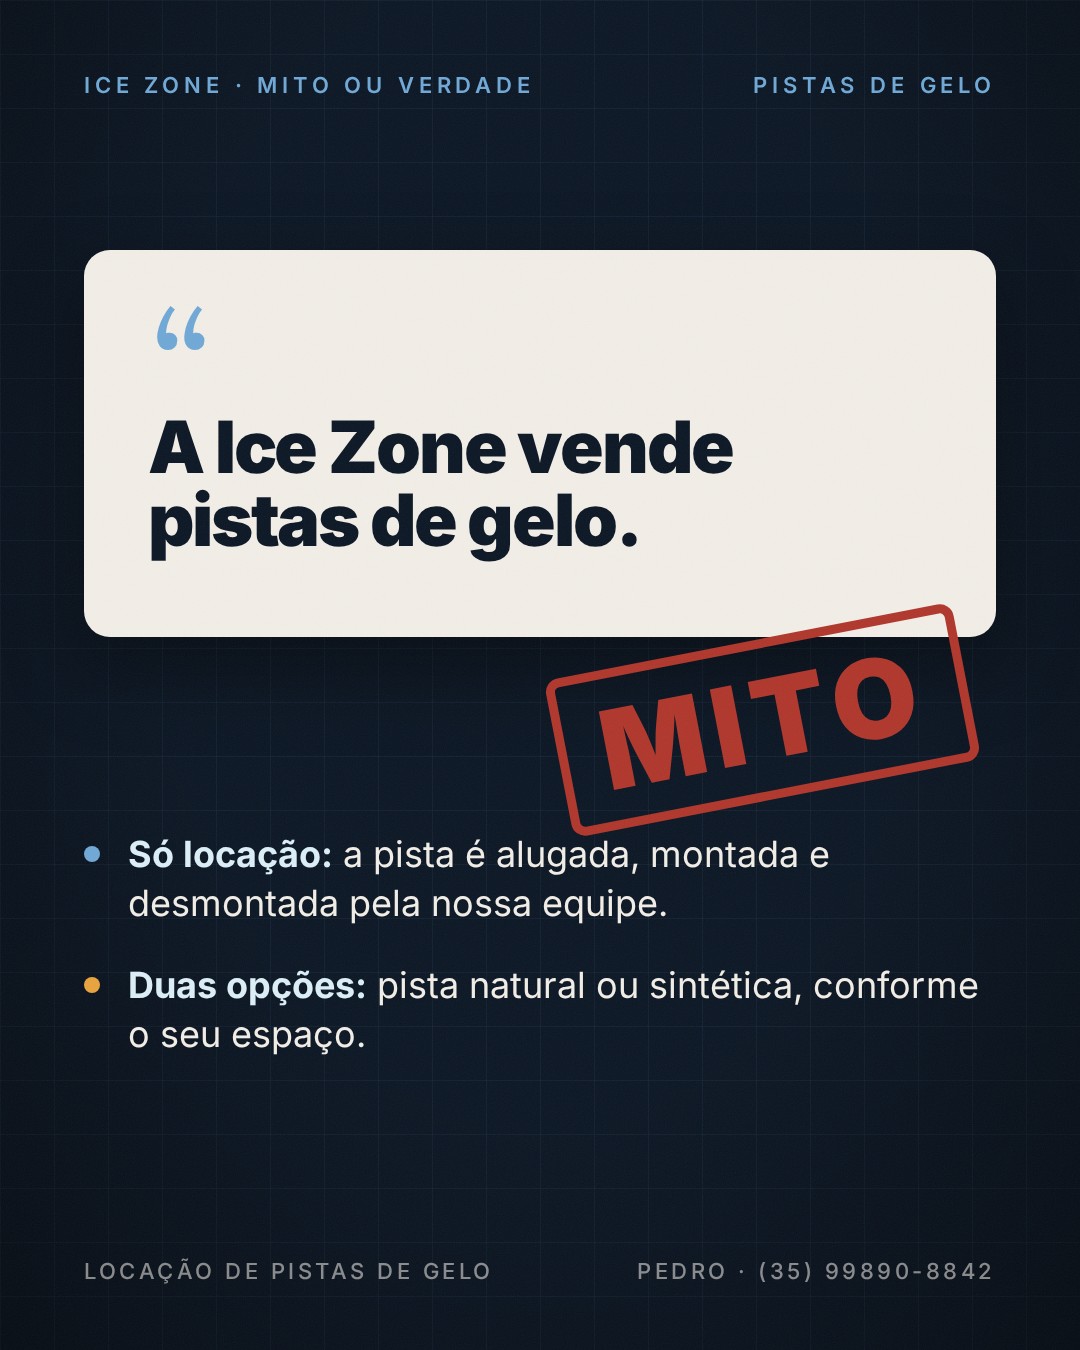 ICE ZONE · MITO OU VERDADE
PISTAS DE GELO
“
A Ice Zone vende
pistas de gelo.
MITO
Só locação: a pista é alugada, montada e
desmontada pela nossa equipe.
Duas opções: pista natural ou sintética, conforme
o seu espaço.
LOCAÇÃO DE PISTAS DE GELO
PEDRO · (35) 99890-8842